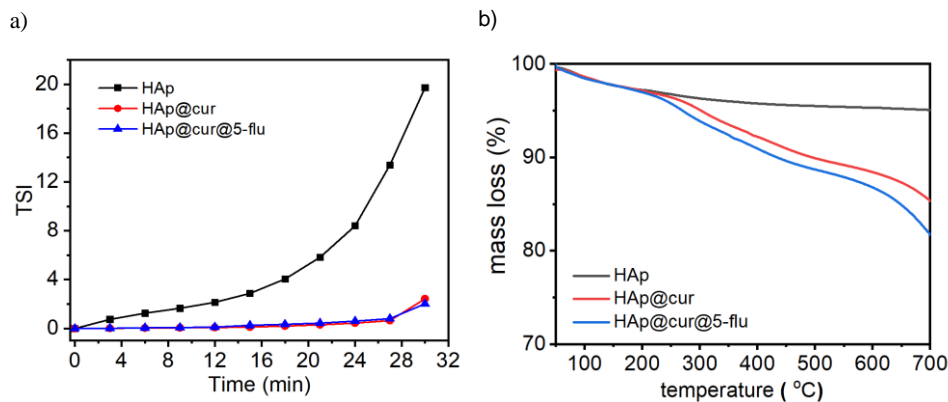 a)
b)
20
16
12
8
4
0
TSI
HAp
HAp@cur
HAp@cur@5-flu
0 4 8 12 16 20 24 28 32
Time (min)
100
90
80
70
mass loss (%)
HAp
HAp@cur
HAp@cur@5-flu
100 200 300 400 500 600 700
temperature ( °C)